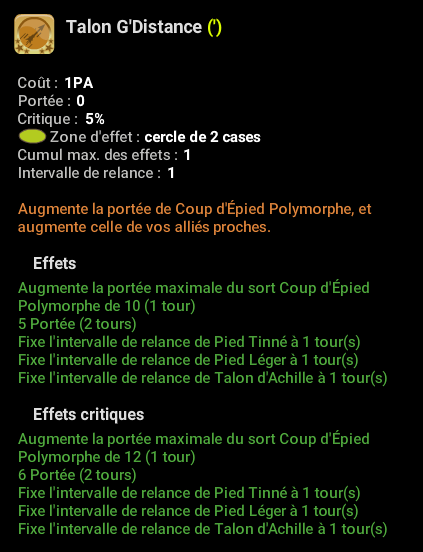 Talon G'Distance (')
Coût : 1PA
Portée : 0
Critique : 5%
Zone d'effet : cercle de 2 cases
Cumul max. des effets : 1
Intervalle de relance : 1
Augmente la portée de Coup d'Épied Polymorphe, et
augmente celle de vos alliés proches.
Effets
Augmente la portée maximale du sort Coup d'Épied
Polymorphe de 10 (1 tour)
5 Portée (2 tours)
Fixe l'intervalle de relance de Pied Tinné à 1 tour(s)
Fixe l'intervalle de relance de Pied Léger à 1 tour(s)
Fixe l'intervalle de relance de Talon d'Achille à 1 tour(s)
Effets critiques
Augmente la portée maximale du sort Coup d'Épied
Polymorphe de 12 (1 tour)
6 Portée (2 tours)
Fixe l'intervalle de relance de Pied Tinné à 1 tour(s)
Fixe l'intervalle de relance de Pied Léger à 1 tour(s)
Fixe l'intervalle de relance de Talon d'Achille à 1 tour(s)